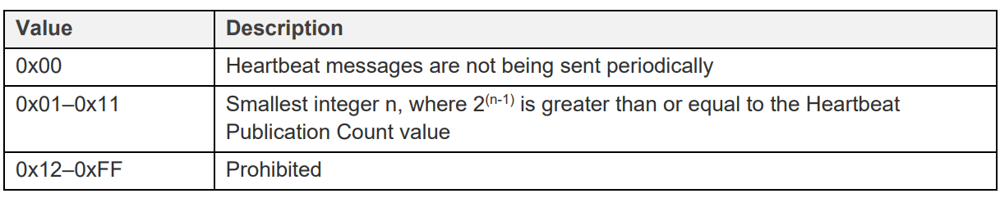 Value Description
0x00 Heartbeat messages are not being sent periodically
0x01–0x11 Smallest integer n, where 2⁽ⁿ⁻¹⁾ is greater than or equal to the Heartbeat
Publication Count value
0x12–0xFF Prohibited